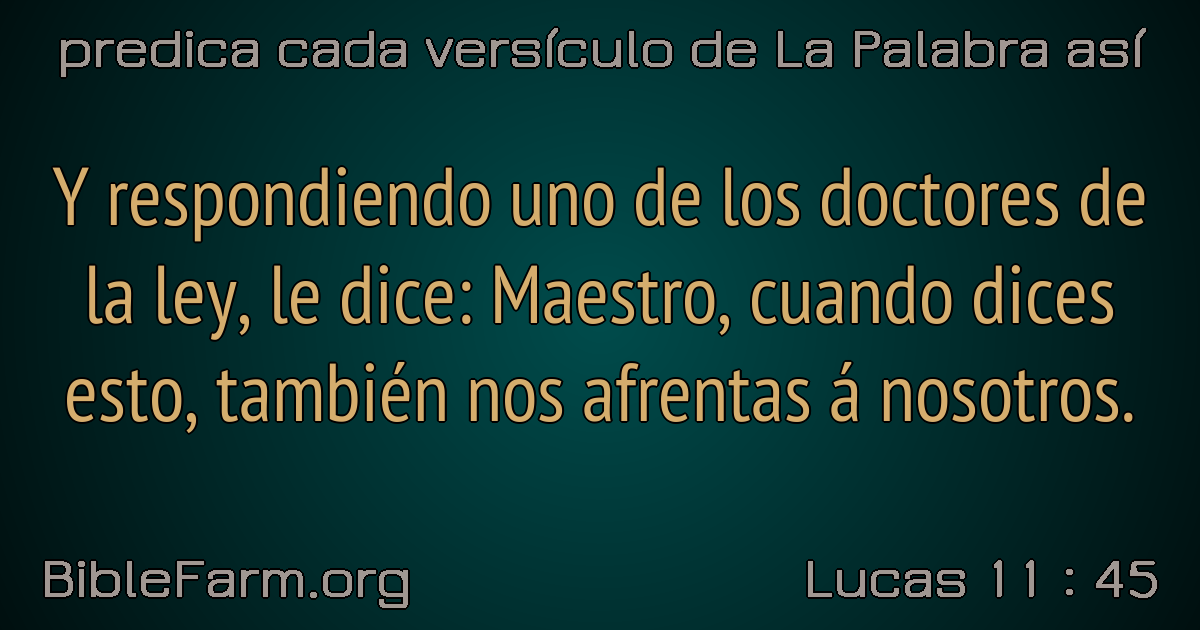 predica cada versículo de La Palabra así
Y respondiendo uno de los doctores de
la ley, le dice: Maestro, cuando dices
esto, también nos afrentas á nosotros.
BibleFarm.org
Lucas 11 : 45